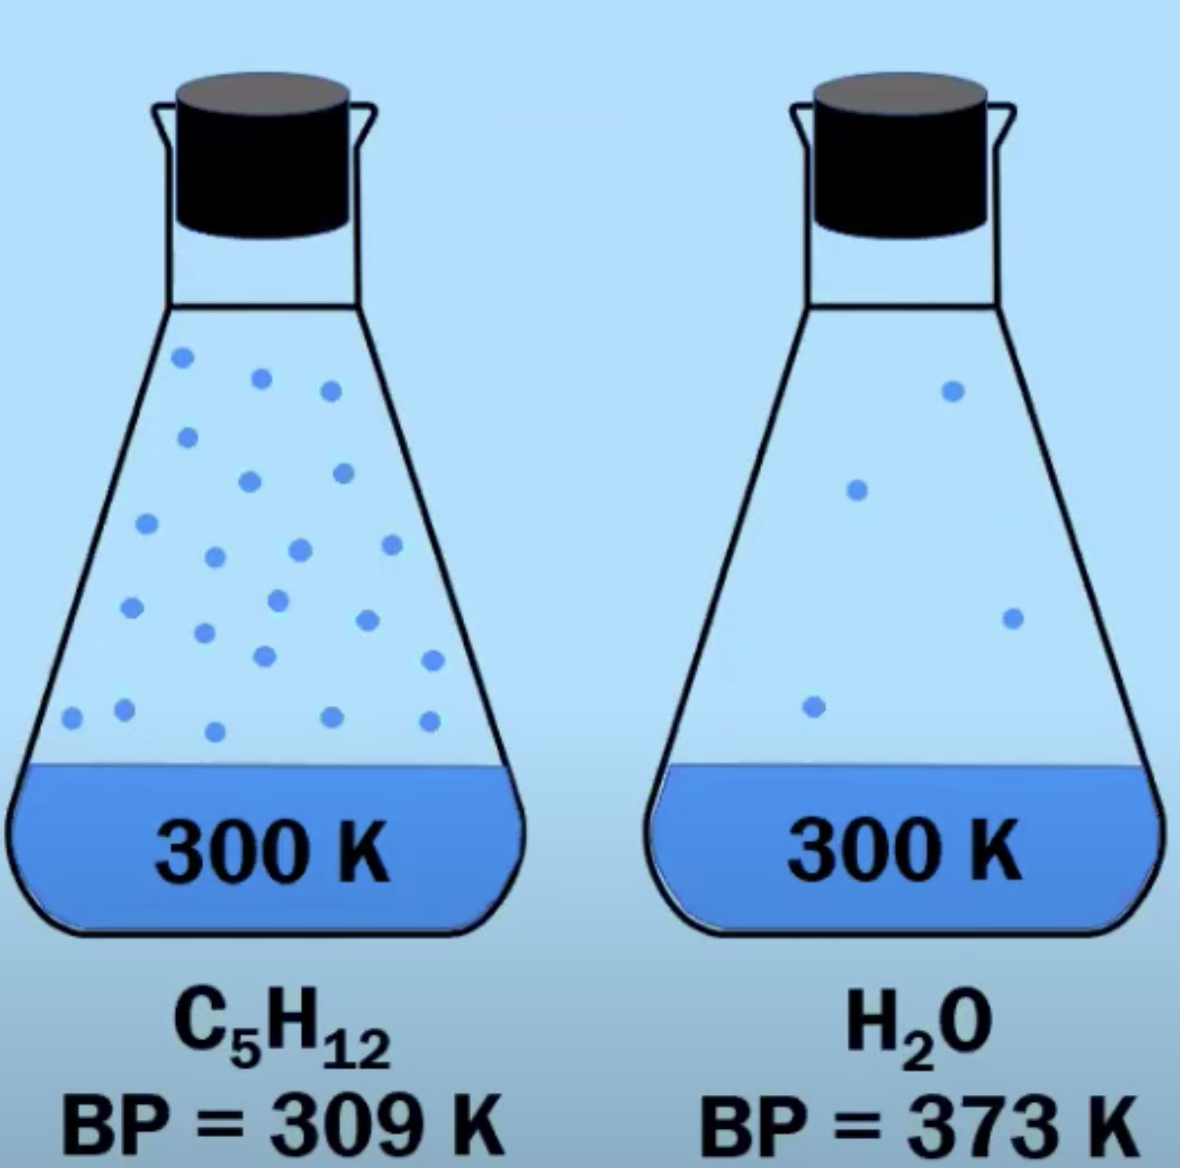 300 K
300 K
C₅H₁₂
H₂O
BP = 309 K
BP = 373 K